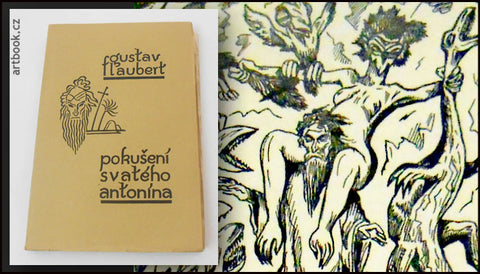 artbook.cz
gustav
flaubert
pokušení
svatého
antonína